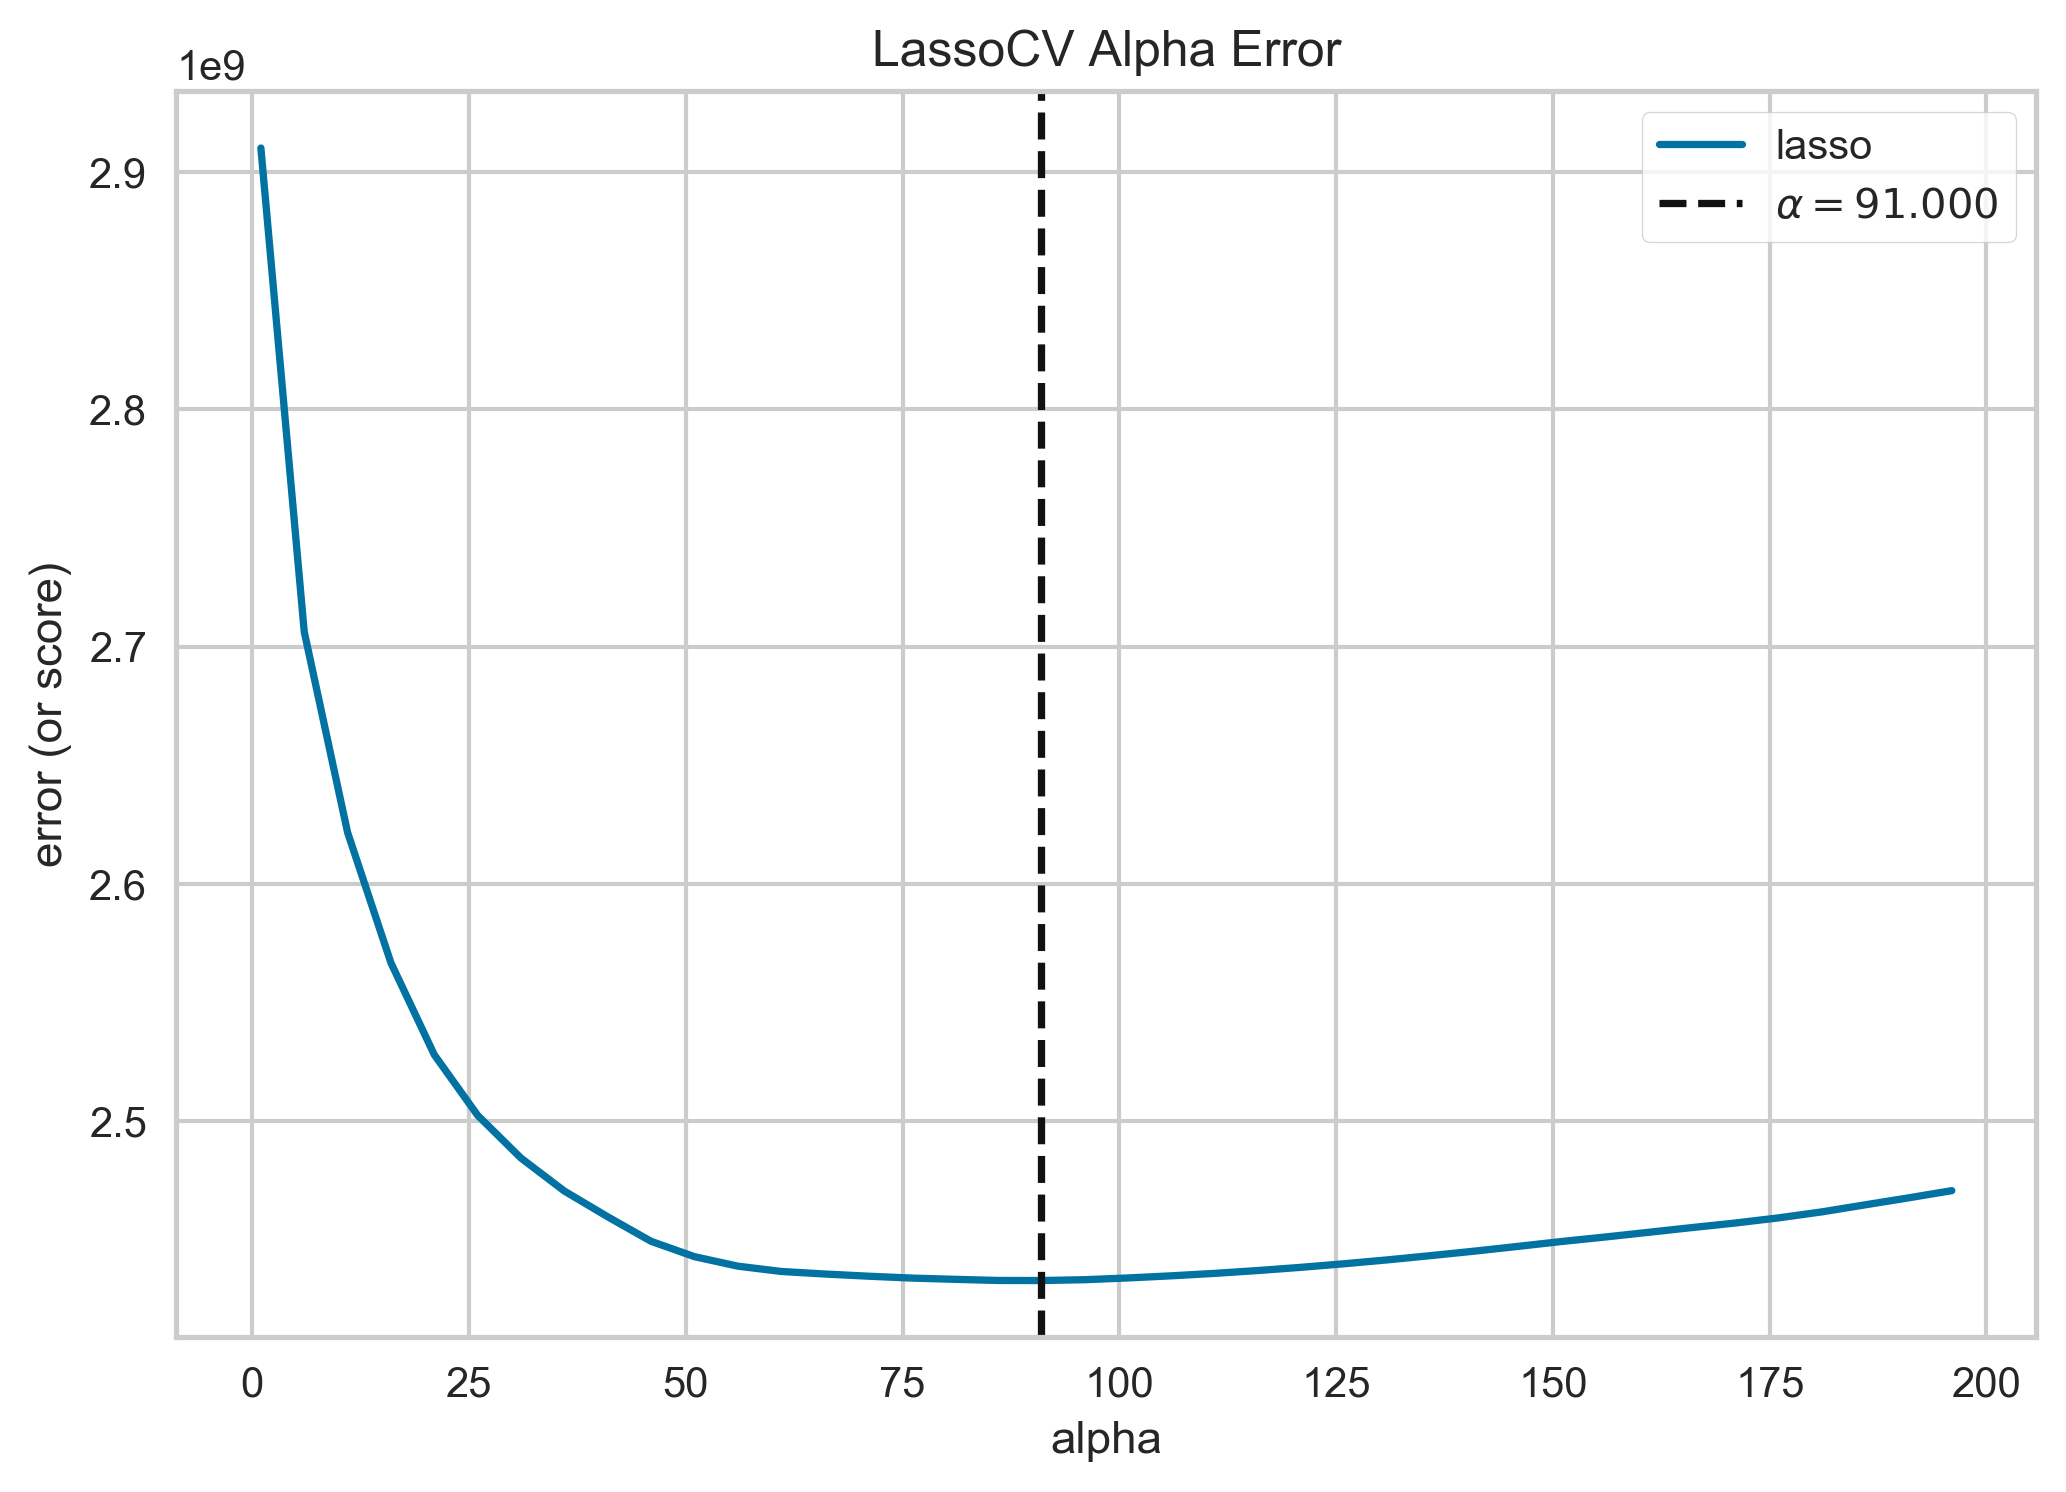 LassoCV Alpha Error
1e9
lasso
α = 91.000
2.9
2.8
2.7
2.6
2.5
error (or score)
0 25 50 75 100 125 150 175 200
alpha